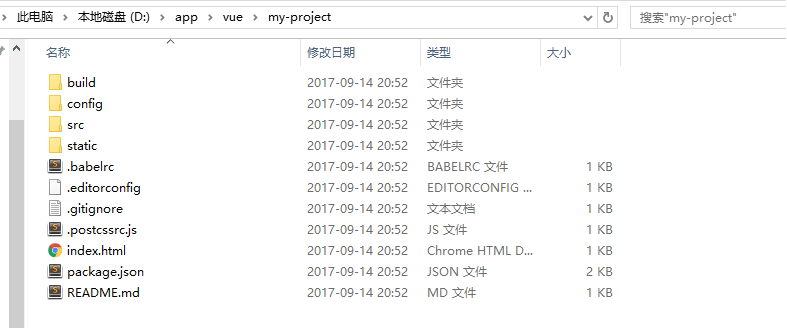 此电脑 › 本地磁盘 (D:) › app › vue › my-project
搜索"my-project"
名称 修改日期 类型 大小
build 2017-09-14 20:52 文件夹
config 2017-09-14 20:52 文件夹
src 2017-09-14 20:52 文件夹
static 2017-09-14 20:52 文件夹
.babelrc 2017-09-14 20:52 BABELRC 文件 1 KB
.editorconfig 2017-09-14 20:52 EDITORCONFIG ... 1 KB
.gitignore 2017-09-14 20:52 文本文档 1 KB
.postcssrc.js 2017-09-14 20:52 JS 文件 1 KB
index.html 2017-09-14 20:52 Chrome HTML D... 1 KB
package.json 2017-09-14 20:52 JSON 文件 2 KB
README.md 2017-09-14 20:52 MD 文件 1 KB